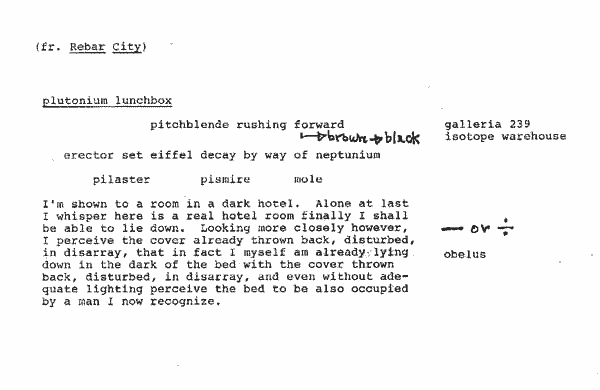 (fr. Rebar City)
plutonium lunchbox
pitchblende rushing forward
→brown→black
galleria 239
isotope warehouse
erector set eiffel decay by way of neptunium
pilaster pismire mole
I'm shown to a room in a dark hotel. Alone at last
I whisper here is a real hotel room finally I shall
be able to lie down. Looking more closely however,
I perceive the cover already thrown back, disturbed,
in disarray, that in fact I myself am already lying
down in the dark of the bed with the cover thrown
back, disturbed, in disarray, and even without ade-
quate lighting perceive the bed to be also occupied
by a man I now recognize.
— or ÷
obelus